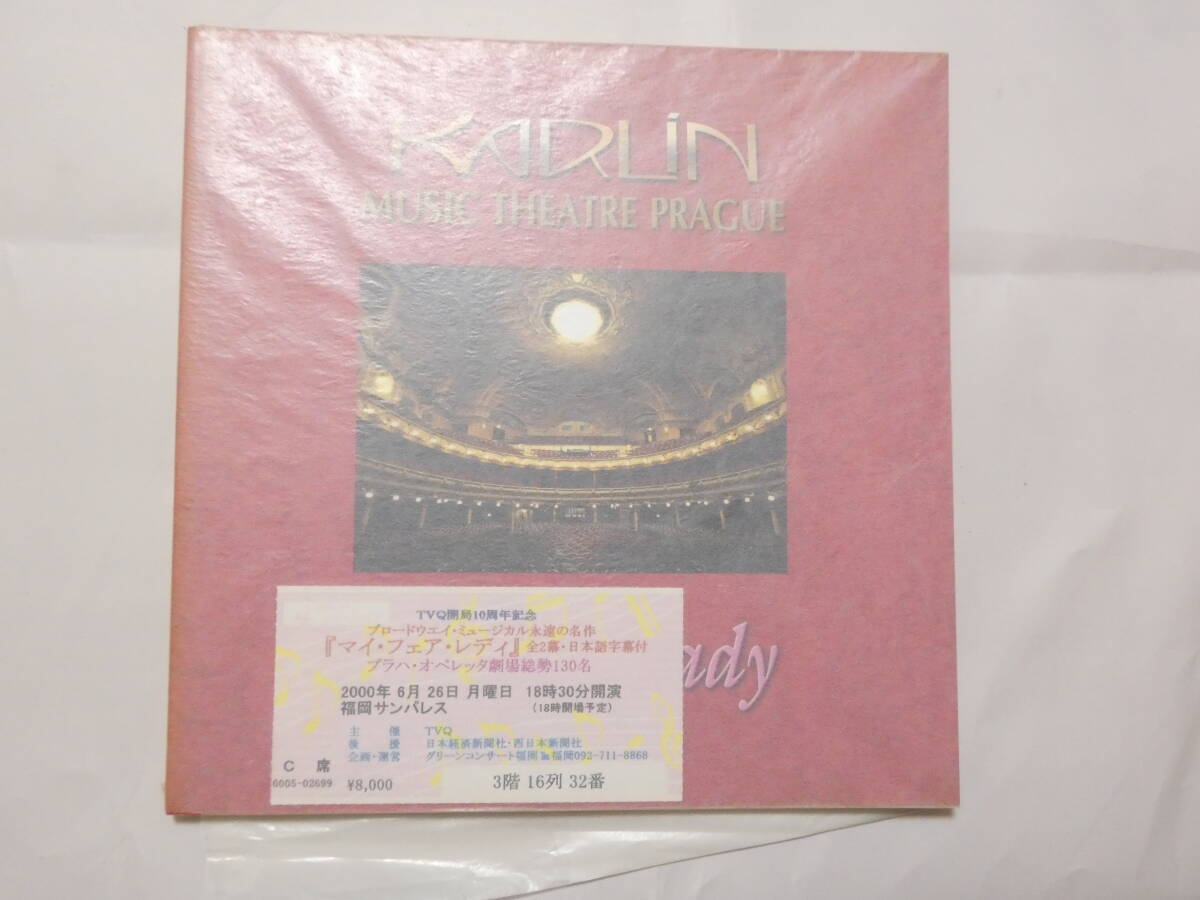 KARLIN
MUSIC THEATRE PRAGUE
ady
TVQ開局10周年記念
ブロードウエイ・ミュージカル永遠の名作
『マイ・フェア・レディ』全2幕・日本語字幕付
プラハ・オペレッタ劇場総勢130名
2000年 6月 26日 月曜日 18時30分開演
福岡サンパレス (18時開場予定)
主催 TVQ
後援 日本経済新聞社・西日本新聞社
企画・運営 グリーンコンサート福岡☎福岡092-711-8868
C 席
6005-02699 ¥8,000
3階 16列 32番